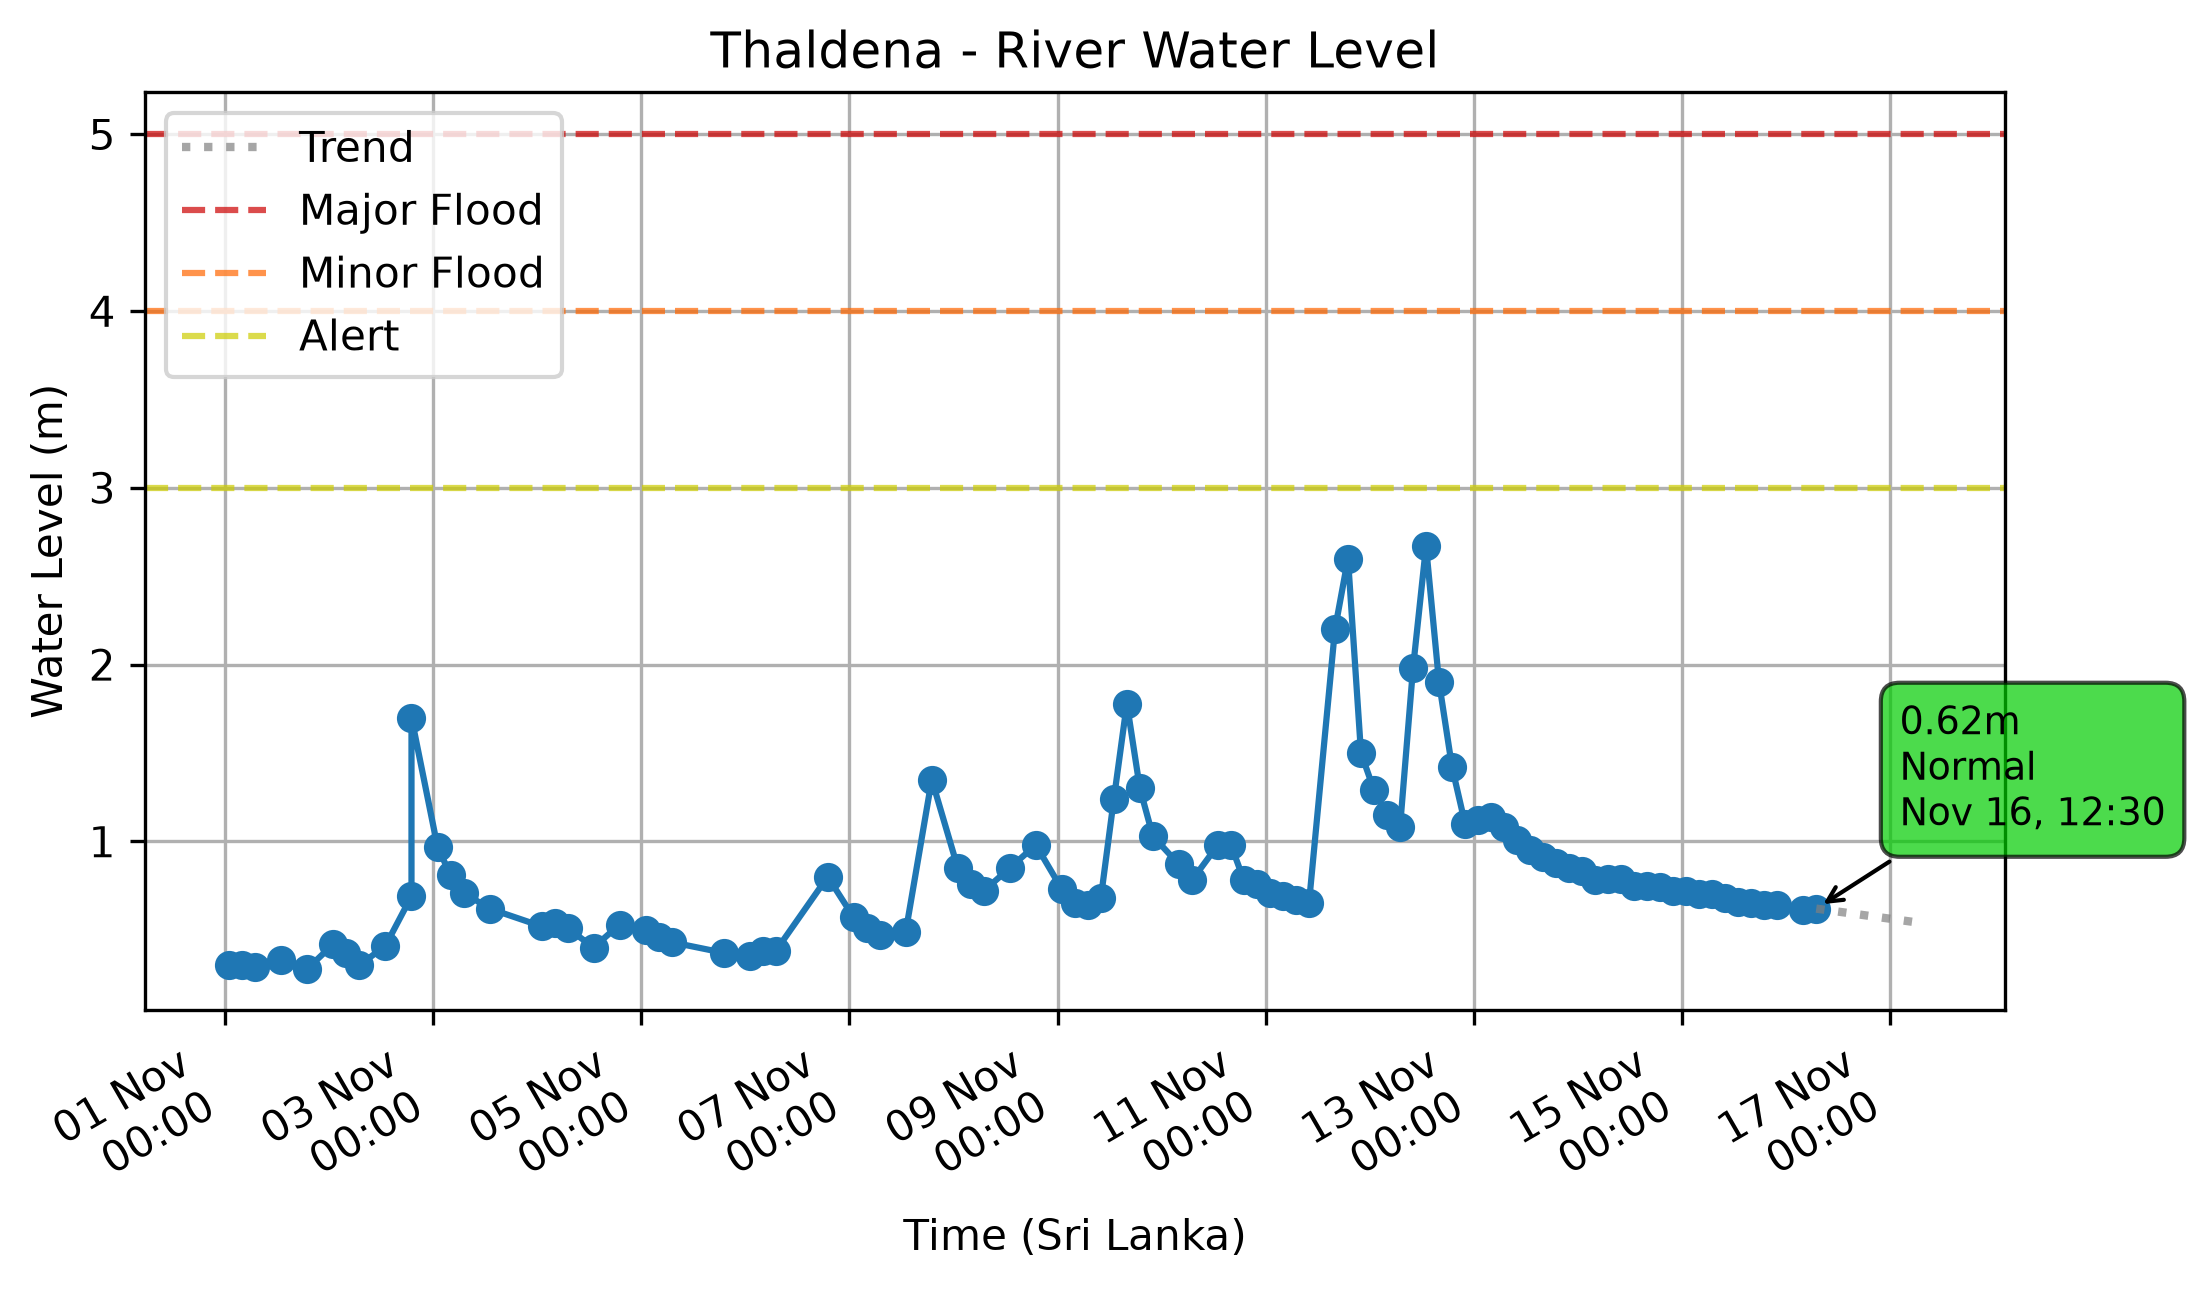 Thaldena - River Water Level
Trend
Major Flood
Minor Flood
Alert
5
4
3
2
1
Water Level (m)
0.62m
Normal
Nov 16, 12:30
01 Nov
00:00
03 Nov
00:00
05 Nov
00:00
07 Nov
00:00
09 Nov
00:00
11 Nov
00:00
13 Nov
00:00
15 Nov
00:00
17 Nov
00:00
Time (Sri Lanka)